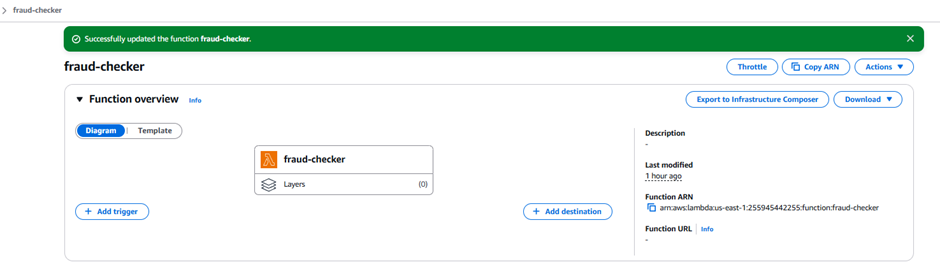 fraud-checker
Successfully updated the function fraud-checker.
fraud-checker
Throttle
Copy ARN
Actions
Function overview Info
Export to Infrastructure Composer
Download
Diagram
Template
fraud-checker
Layers (0)
+ Add trigger
+ Add destination
Description
-
Last modified
1 hour ago
Function ARN
arn:aws:lambda:us-east-1:255945442255:function:fraud-checker
Function URL Info
-